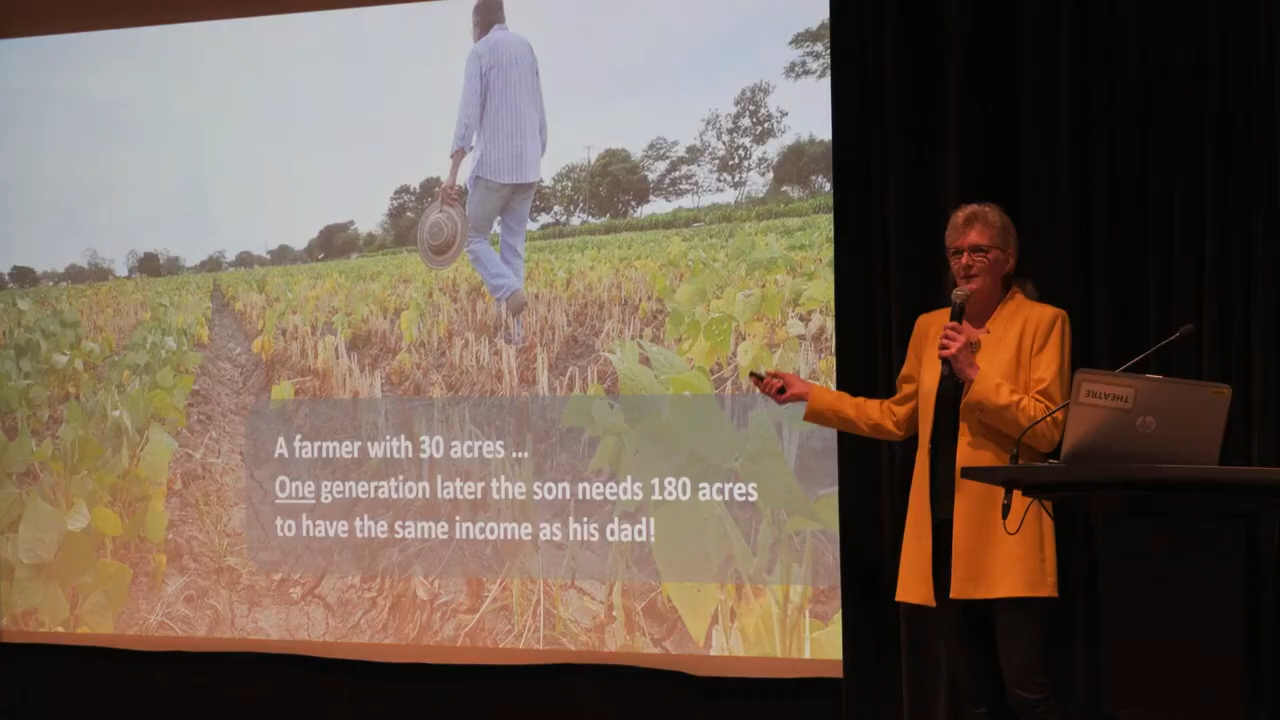 A farmer with 30 acres ...
One generation later the son needs 180 acres
to have the same income as his dad!
THEATRE
hp